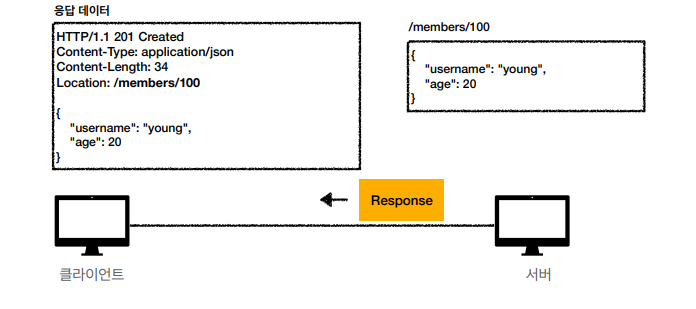 응답 데이터
HTTP/1.1 201 Created
Content-Type: application/json
Content-Length: 34
Location: /members/100
{
"username": "young",
"age": 20
}
/members/100
{
"username": "young",
"age": 20
}
Response
클라이언트
서버